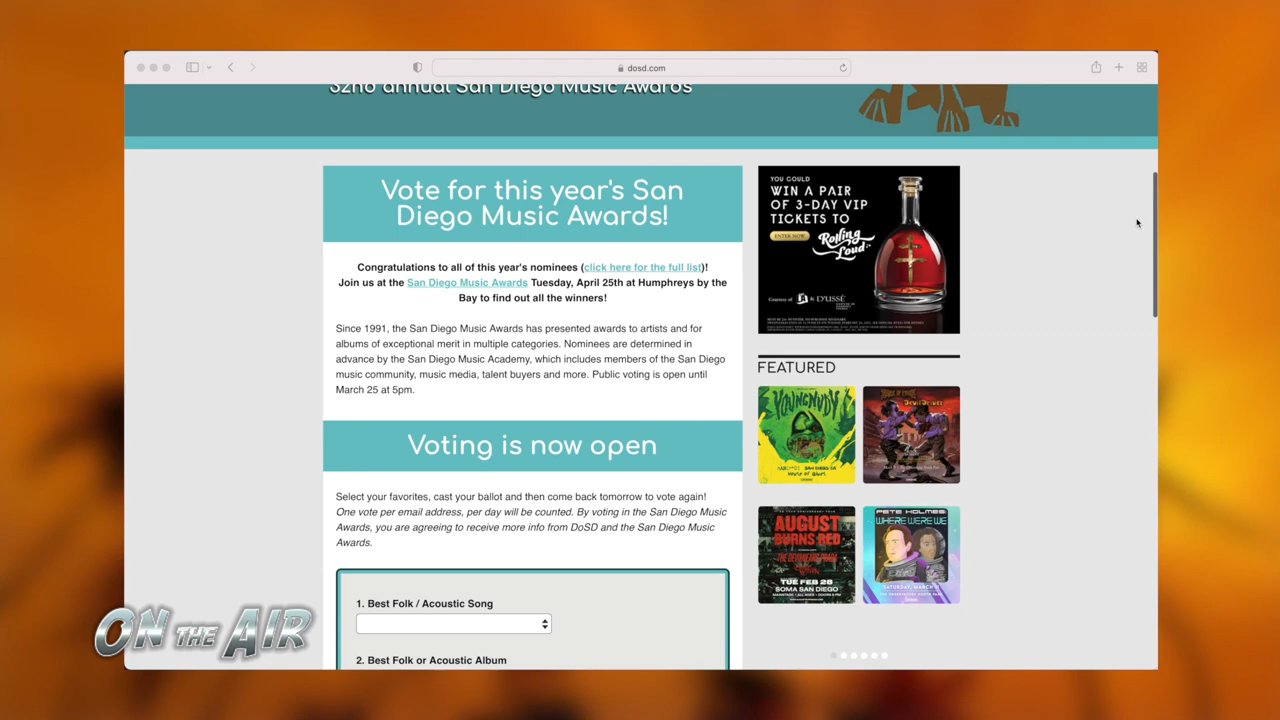 dosd.com
32nd annual San Diego Music Awards
Vote for this year's San
Diego Music Awards!
Congratulations to all of this year's nominees (click here for the full list)!
Join us at the San Diego Music Awards Tuesday, April 25th at Humphreys by the
Bay to find out all the winners!
Since 1991, the San Diego Music Awards has presented awards to artists and for
albums of exceptional merit in multiple categories. Nominees are determined in
advance by the San Diego Music Academy, which includes members of the San Diego
music community, music media, talent buyers and more. Public voting is open until
March 25 at 5pm.
Voting is now open
Select your favorites, cast your ballot and then come back tomorrow to vote again!
One vote per email address, per day will be counted. By voting in the San Diego Music
Awards, you are agreeing to receive more info from DoSD and the San Diego Music
Awards.
1. Best Folk / Acoustic Song
2. Best Folk or Acoustic Album
YOU COULD
WIN A PAIR
OF 3-DAY VIP
TICKETS TO
ENTER NOW
Rolling
Loud
Courtesy of
& D'USSÉ
FEATURED
YOUNG NUDY
DevilDriver
AUGUST
BURNS RED
THE DEVIL WEARS PRADA
TUE FEB 28
SOMA SAN DIEGO
PETE HOLMES:
WHERE WERE WE
ON THE AIR